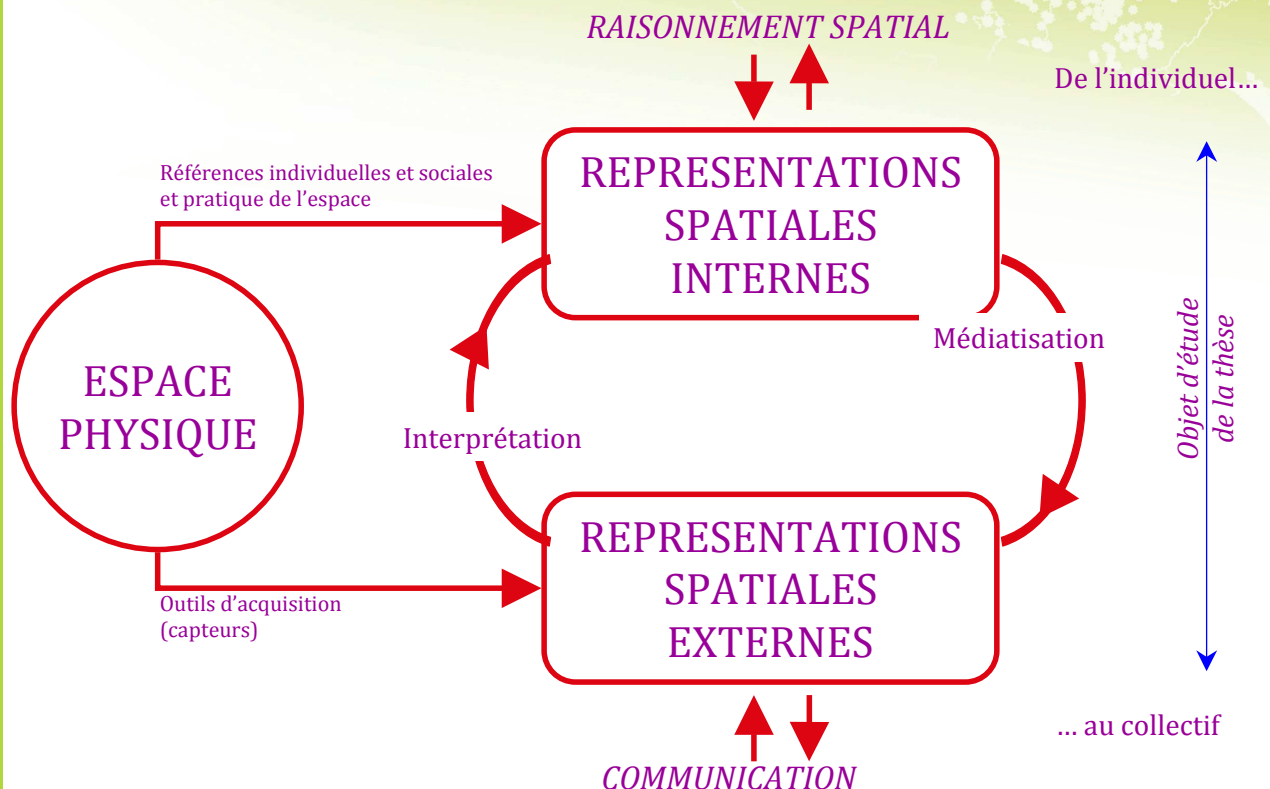 RAISONNEMENT SPATIAL
De l’individuel…
Références individuelles et sociales
et pratique de l’espace
REPRESENTATIONS
SPATIALES
INTERNES
Médiatisation
Objet d’étude
de la thèse
ESPACE
PHYSIQUE
Interprétation
REPRESENTATIONS
SPATIALES
EXTERNES
Outils d’acquisition
(capteurs)
… au collectif
COMMUNICATION